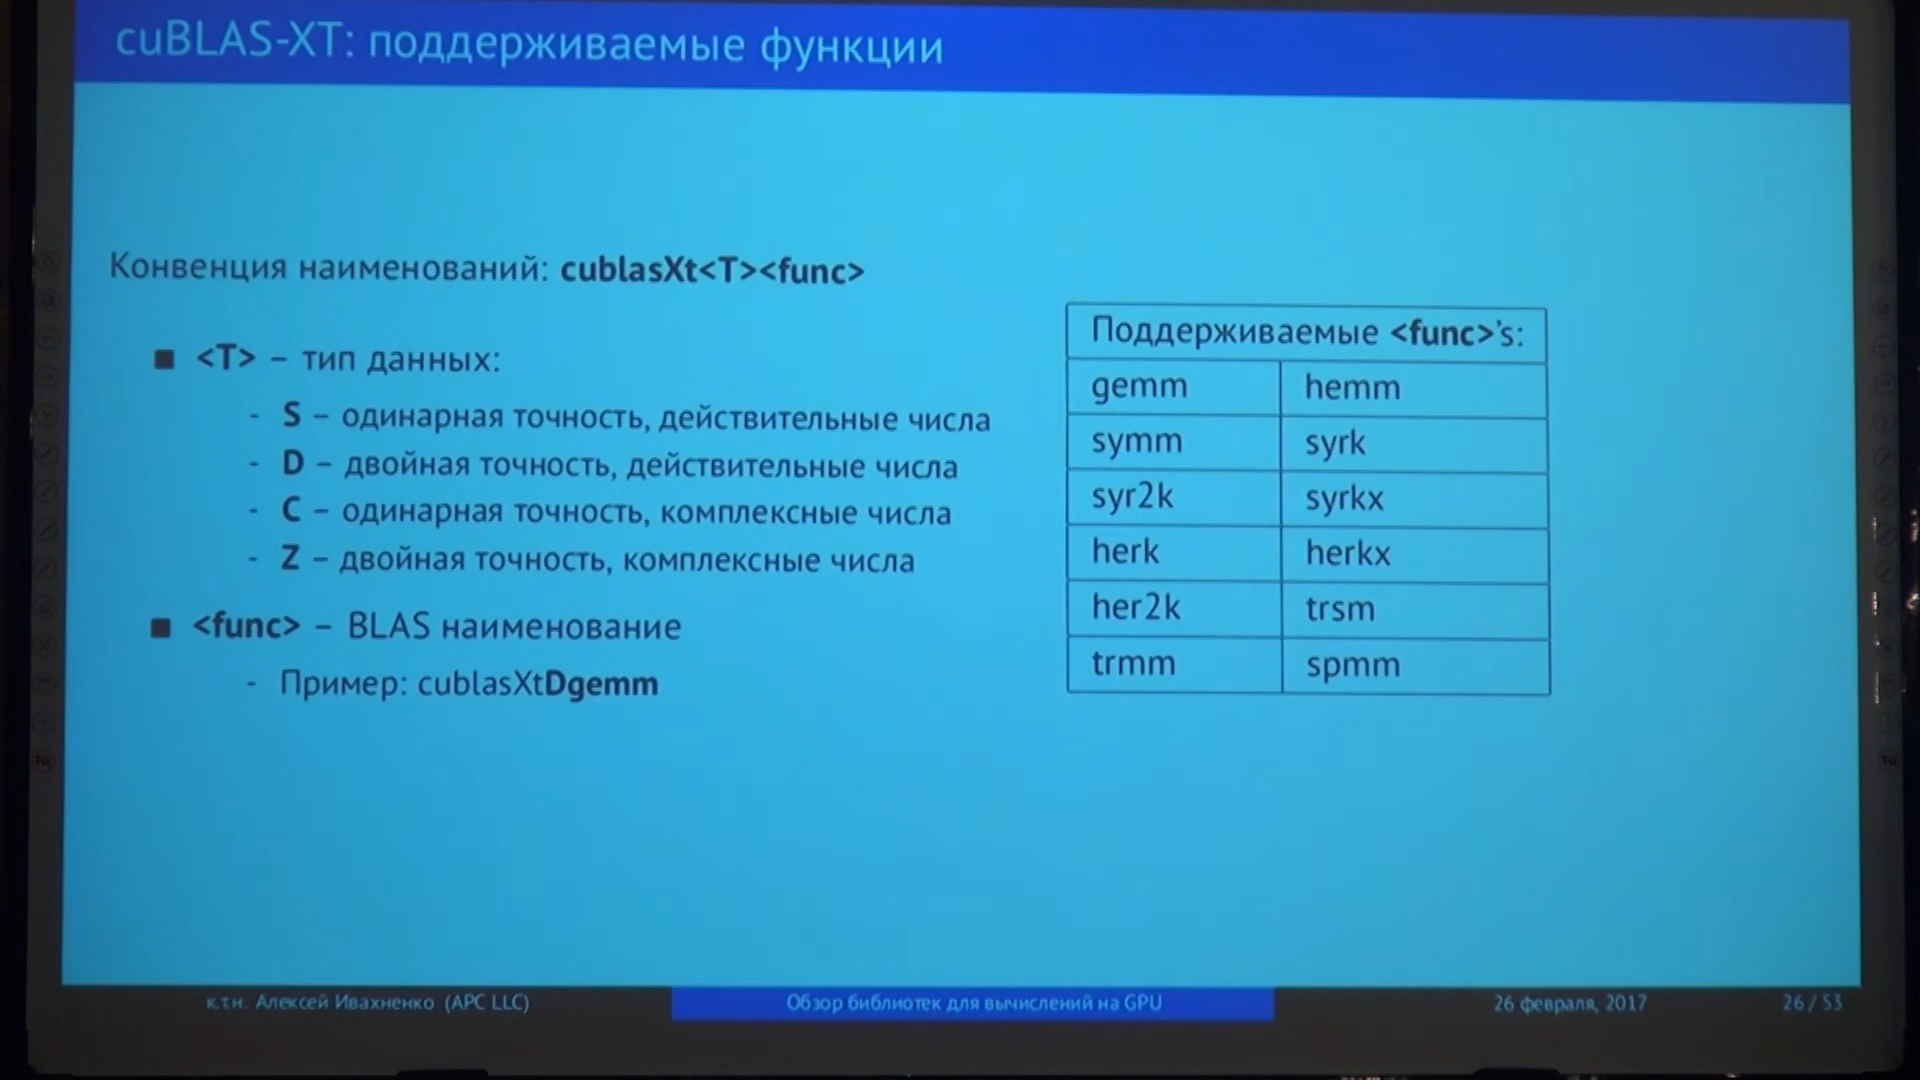 cuBLAS-XT: поддерживаемые функции
Конвенция наименований: cublasXt<T><func>
■ <T> – тип данных:
- S – одинарная точность, действительные числа
- D – двойная точность, действительные числа
- C – одинарная точность, комплексные числа
- Z – двойная точность, комплексные числа
■ <func> – BLAS наименование
- Пример: cublasXtDgemm
Поддерживаемые <func>'s:
gemm hemm
symm syrk
syr2k syrkx
herk herkx
her2k trsm
trmm spmm
к.т.н. Алексей Ивахненко (APC LLC) Обзор библиотек для вычислений на GPU 26 февраля, 2017 26 / 53